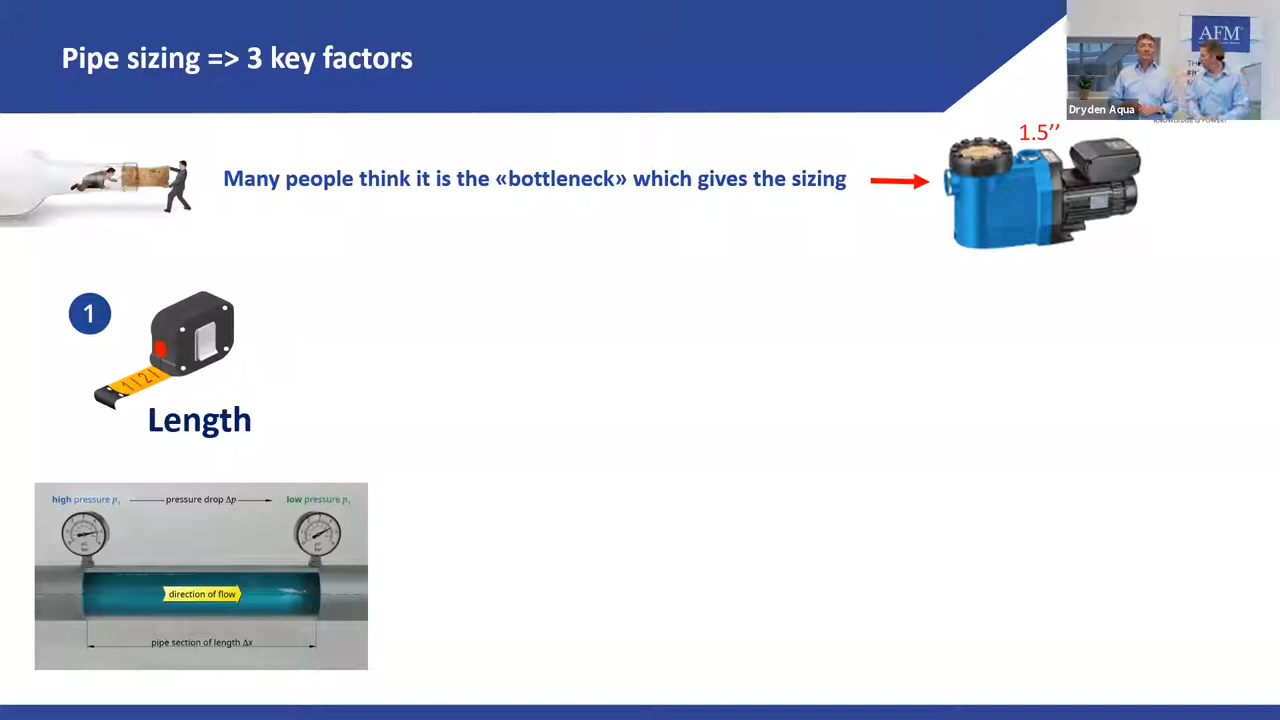 Pipe sizing => 3 key factors
AFM®
Dryden Aqua
1.5’’
Many people think it is the «bottleneck» which gives the sizing
1
Length
high pressure p₁
pressure drop Δp
low pressure p₂
direction of flow
pipe section of length Δx